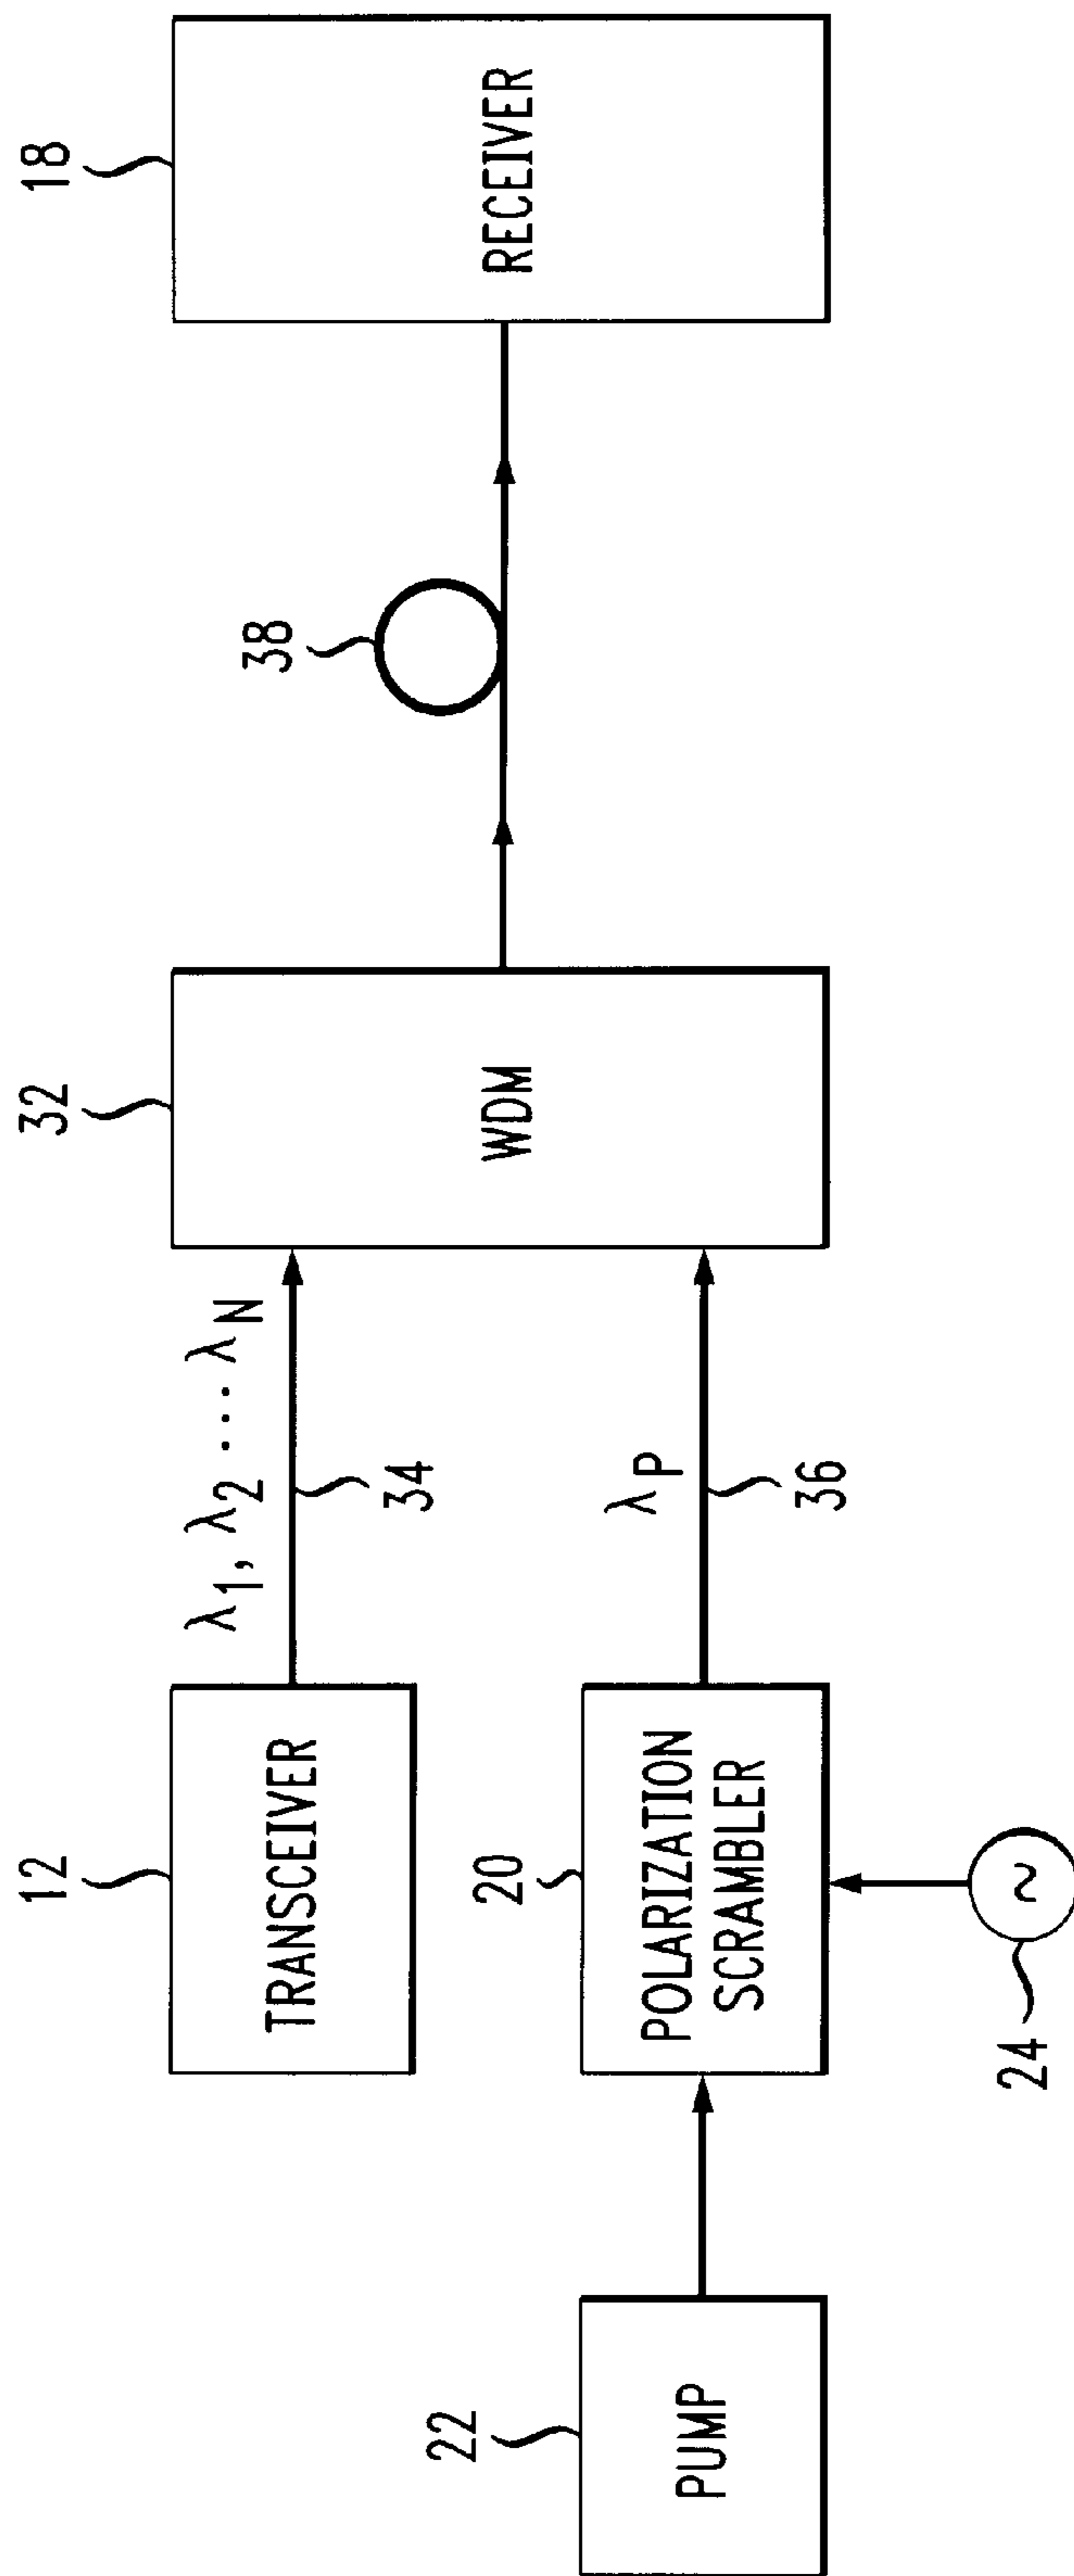 12
TRANSCEIVER
λ1, λ2 ··· λN
34
32
WDM
38
18
RECEIVER
22
PUMP
20
POLARIZATION
SCRAMBLER
λP
36
24
~